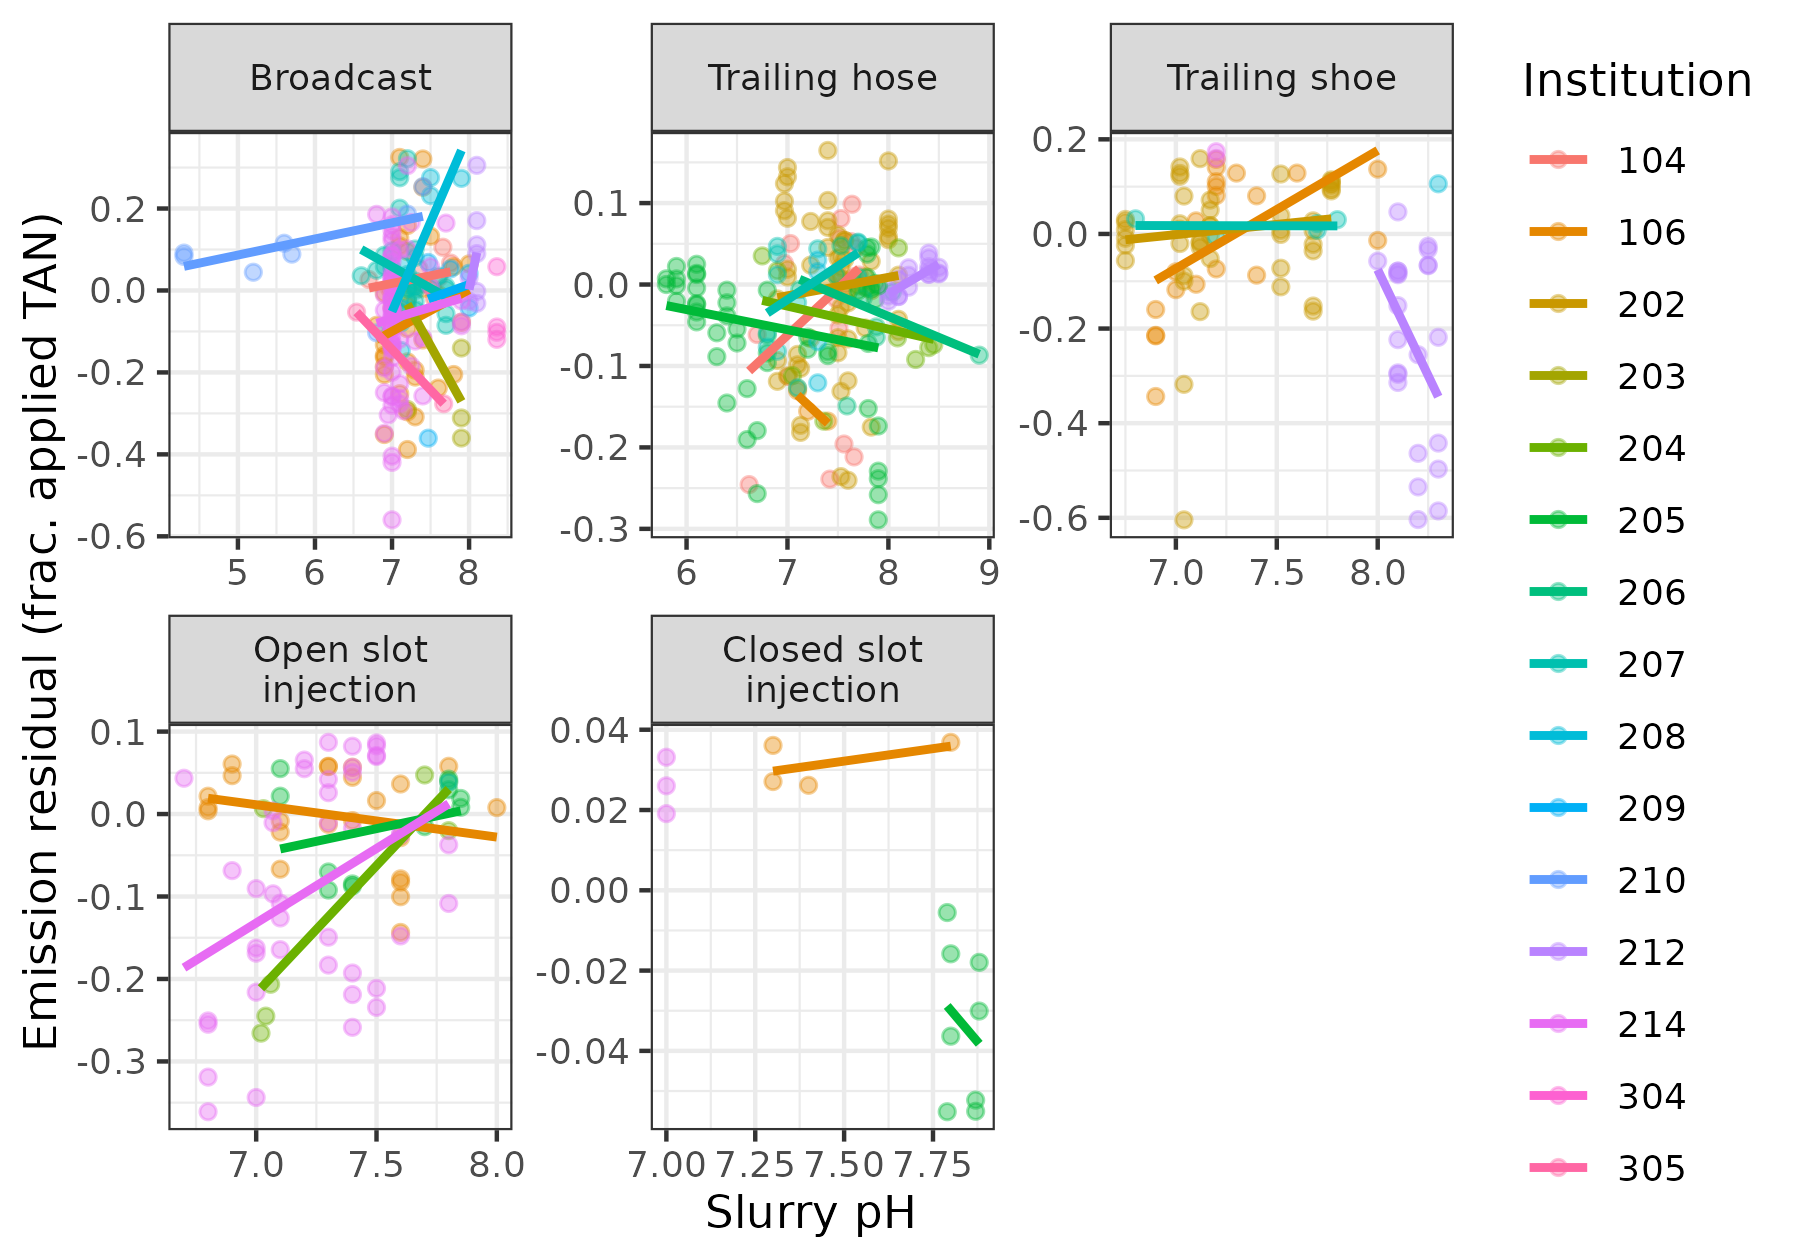 Broadcast
Trailing hose
Trailing shoe
Institution
104
106
202
203
204
205
206
207
208
209
210
212
214
304
305
Emission residual (frac. applied TAN)
0.2
0.0
-0.2
-0.4
-0.6
5 6 7 8
0.1
0.0
-0.1
-0.2
-0.3
6 7 8 9
0.2
0.0
-0.2
-0.4
-0.6
7.0 7.5 8.0
Open slot
injection
0.1
0.0
-0.1
-0.2
-0.3
7.0 7.5 8.0
Closed slot
injection
0.04
0.02
0.00
-0.02
-0.04
7.00 7.25 7.50 7.75
Slurry pH